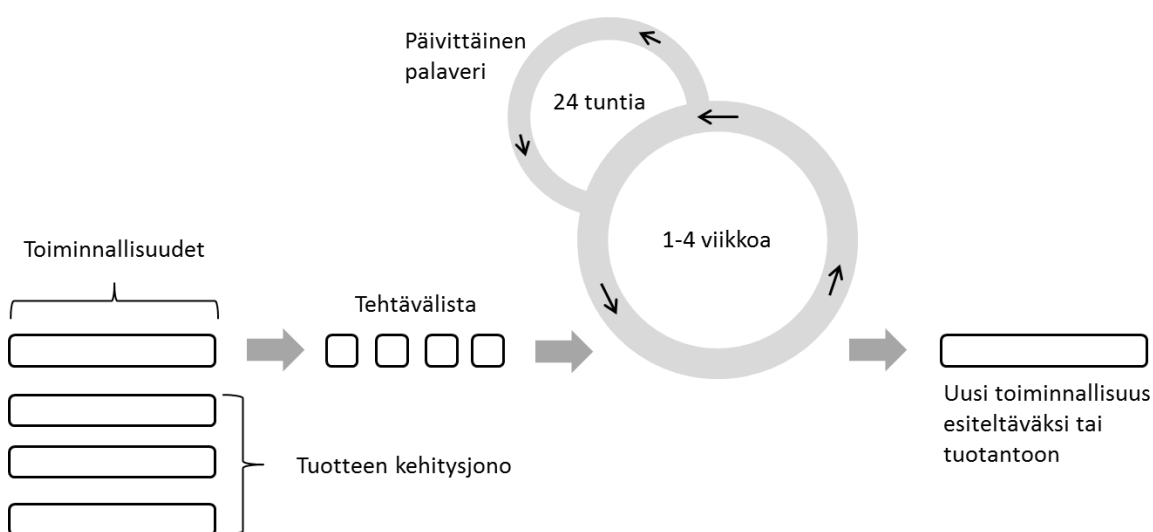 Päivittäinen
palaveri
24 tuntia
1-4 viikkoa
Toiminnallisuudet
Tehtävälista
Uusi toiminnallisuus
esiteltäväksi tai
tuotantoon
Tuotteen kehitysjono